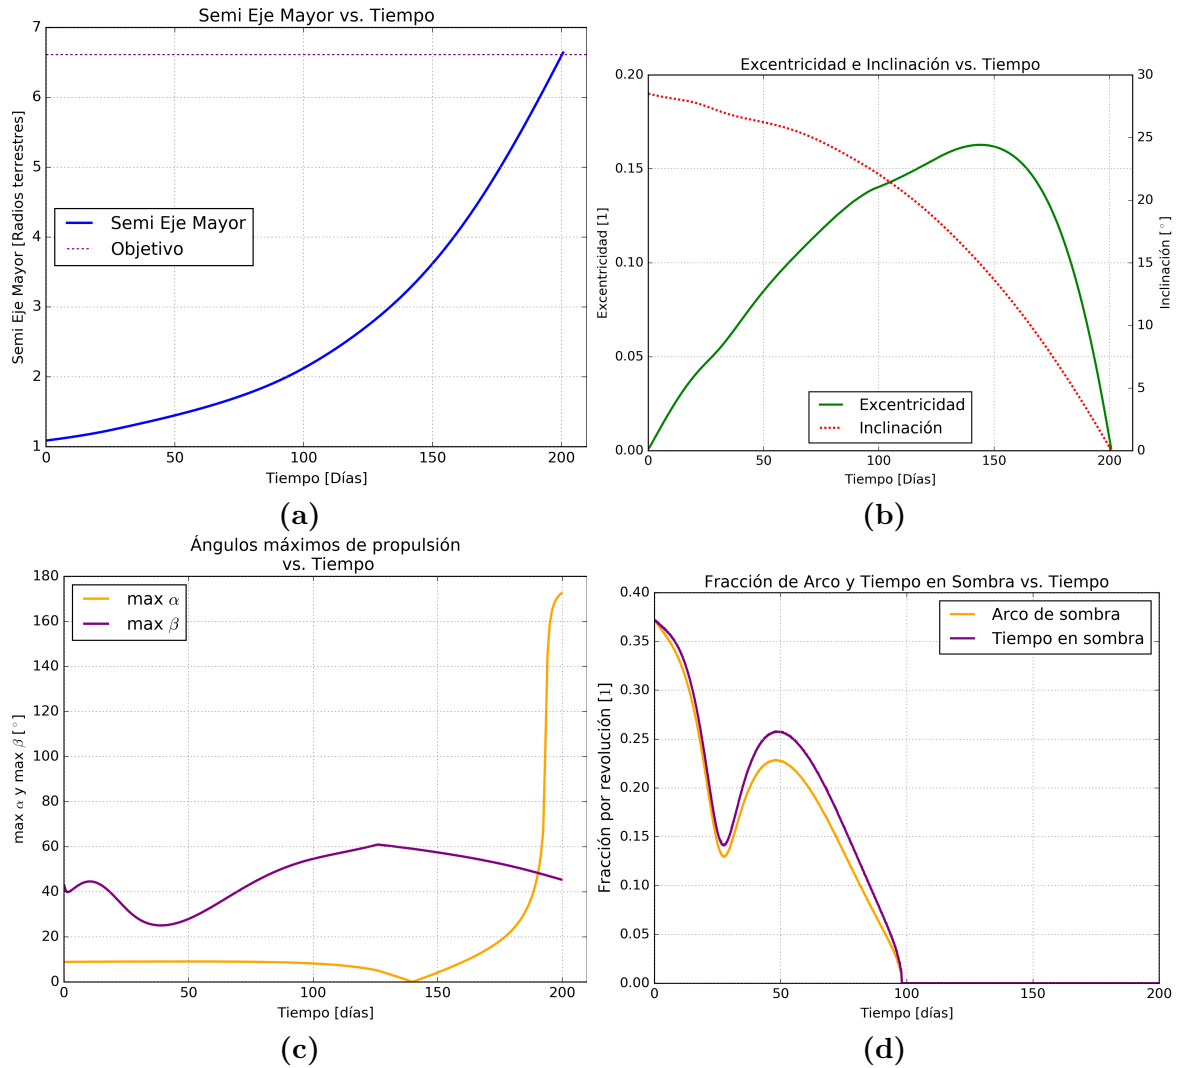 Semi Eje Mayor vs. Tiempo
7
6
5
4
3
2
1
Semi Eje Mayor [Radios terrestres]
Semi Eje Mayor
Objetivo
0 50 100 150 200
Tiempo [Días]
(a)
Excentricidad e Inclinación vs. Tiempo
0.20
0.15
0.10
0.05
0.00
Excentricidad [1]
30
25
20
15
10
5
0
Inclinación [°]
Excentricidad
Inclinación
0 50 100 150 200
Tiempo [Días]
(b)
Ángulos máximos de propulsión
vs. Tiempo
180
160
140
120
100
80
60
40
20
0
max α y max β [°]
max α
max β
0 50 100 150 200
Tiempo [días]
(c)
Fracción de Arco y Tiempo en Sombra vs. Tiempo
0.40
0.35
0.30
0.25
0.20
0.15
0.10
0.05
0.00
Fracción por revolución [1]
Arco de sombra
Tiempo en sombra
0 50 100 150 200
Tiempo [días]
(d)